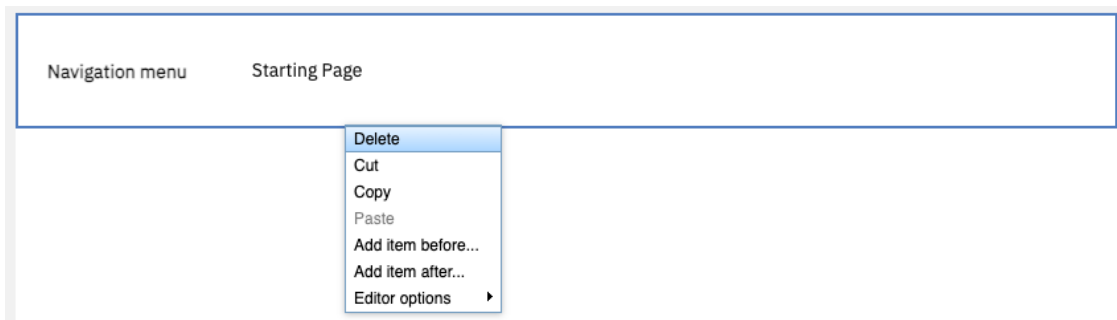 Navigation menu Starting Page
Delete
Cut
Copy
Paste
Add item before...
Add item after...
Editor options